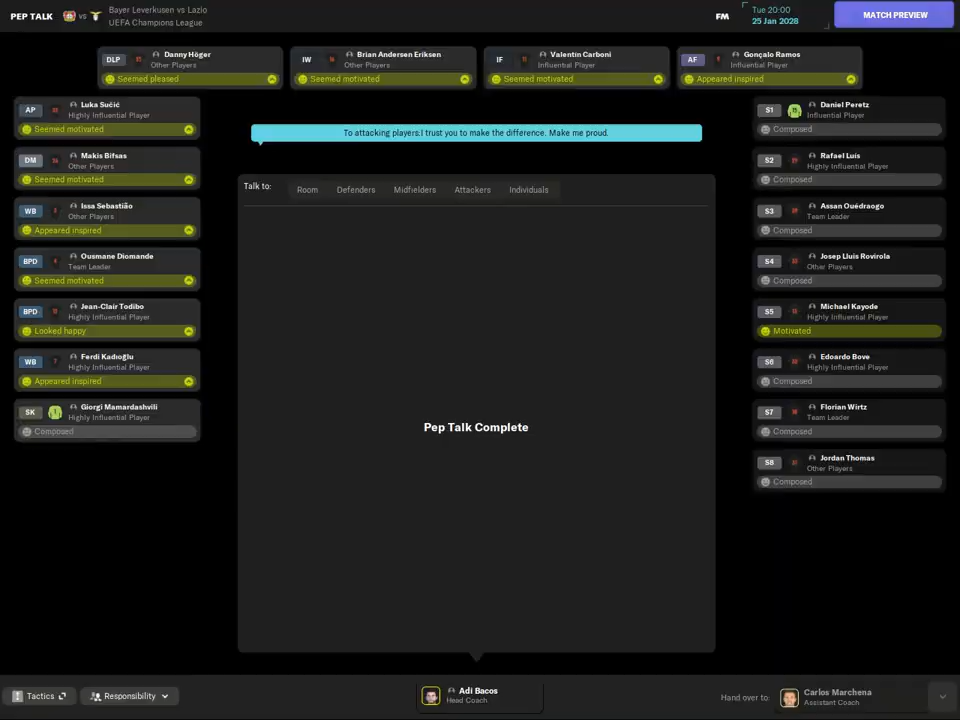 PEP TALK
vs
Bayer Leverkusen vs Lazio
UEFA Champions League
FM
Tue 20:00
25 Jan 2028
MATCH PREVIEW
DLP
Danny Höger
Other Players
Seemed pleased
IW
Brian Andersen Eriksen
Other Players
Seemed motivated
IF
Valentín Carboni
Influential Player
Seemed motivated
AF
Gonçalo Ramos
Influential Player
Appeared inspired
AP
Luka Sučić
Highly Influential Player
Seemed motivated
DM
Makis Bifsas
Other Players
Seemed motivated
WB
Issa Sebastião
Other Players
Appeared inspired
BPD
Ousmane Diomande
Team Leader
Seemed motivated
BPD
Jean-Clair Todibo
Highly Influential Player
Looked happy
WB
Ferdi Kadıoğlu
Highly Influential Player
Appeared inspired
SK
Giorgi Mamardashvili
Highly Influential Player
Composed
To attacking players:I trust you to make the difference. Make me proud.
Talk to:
Room
Defenders
Midfielders
Attackers
Individuals
Pep Talk Complete
S1
Daniel Peretz
Influential Player
Composed
S2
Rafael Luís
Highly Influential Player
Composed
S3
Assan Ouédraogo
Team Leader
Composed
S4
Josep Lluís Rovirola
Other Players
Composed
S5
Michael Kayode
Highly Influential Player
Motivated
S6
Edoardo Bove
Highly Influential Player
Composed
S7
Florian Wirtz
Team Leader
Composed
S8
Jordan Thomas
Other Players
Composed
Tactics
Responsibility
Adi Bacos
Head Coach
Hand over to:
Carlos Marchena
Assistant Coach